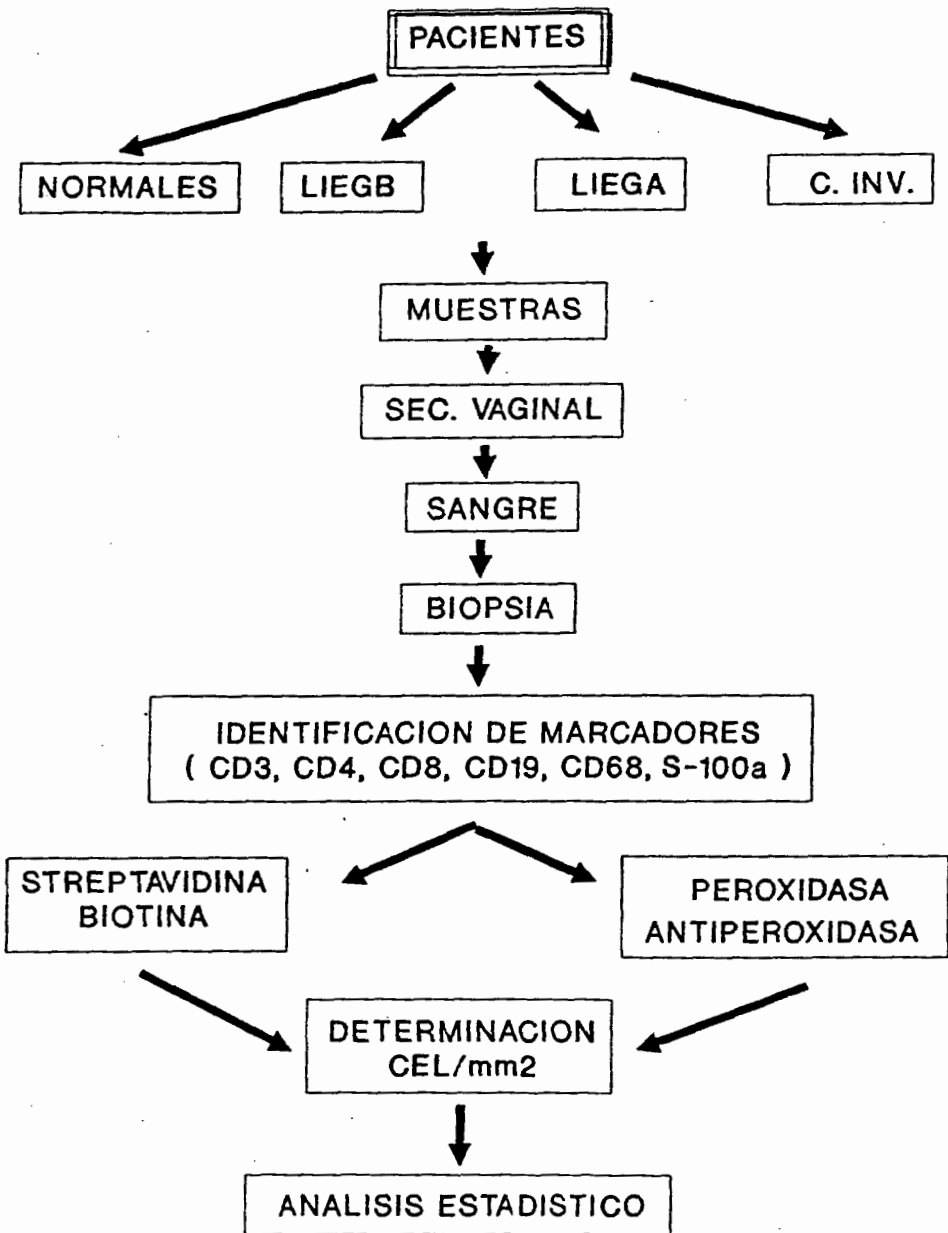 PACIENTES
NORMALES
LIEGB
LIEGA
C. INV.
MUESTRAS
SEC. VAGINAL
SANGRE
BIOPSIA
IDENTIFICACION DE MARCADORES
( CD3, CD4, CD8, CD19, CD68, S-100a )
STREPTAVIDINA
BIOTINA
PEROXIDASA
ANTIPEROXIDASA
DETERMINACION
CEL/mm2
ANALISIS ESTADISTICO